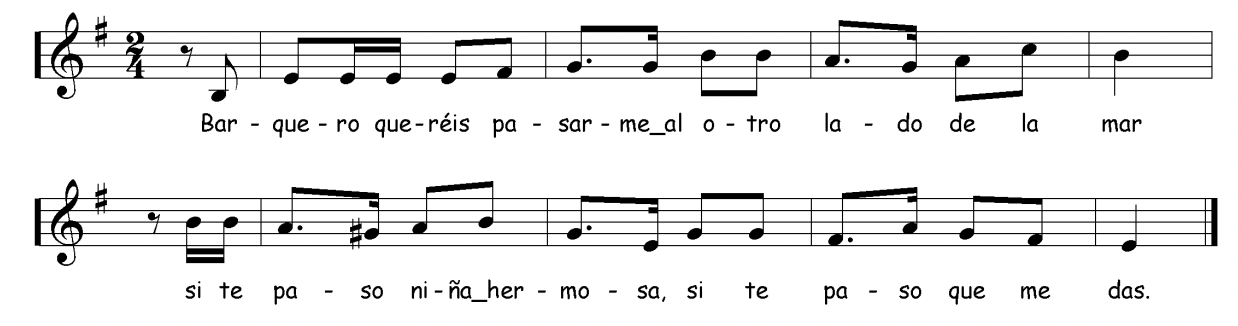 2
4
Bar - que - ro que - réis pa - sar - me_al o - tro la - do de la mar
si te pa - so ni - ña_her - mo - sa, si te pa - so que me das.